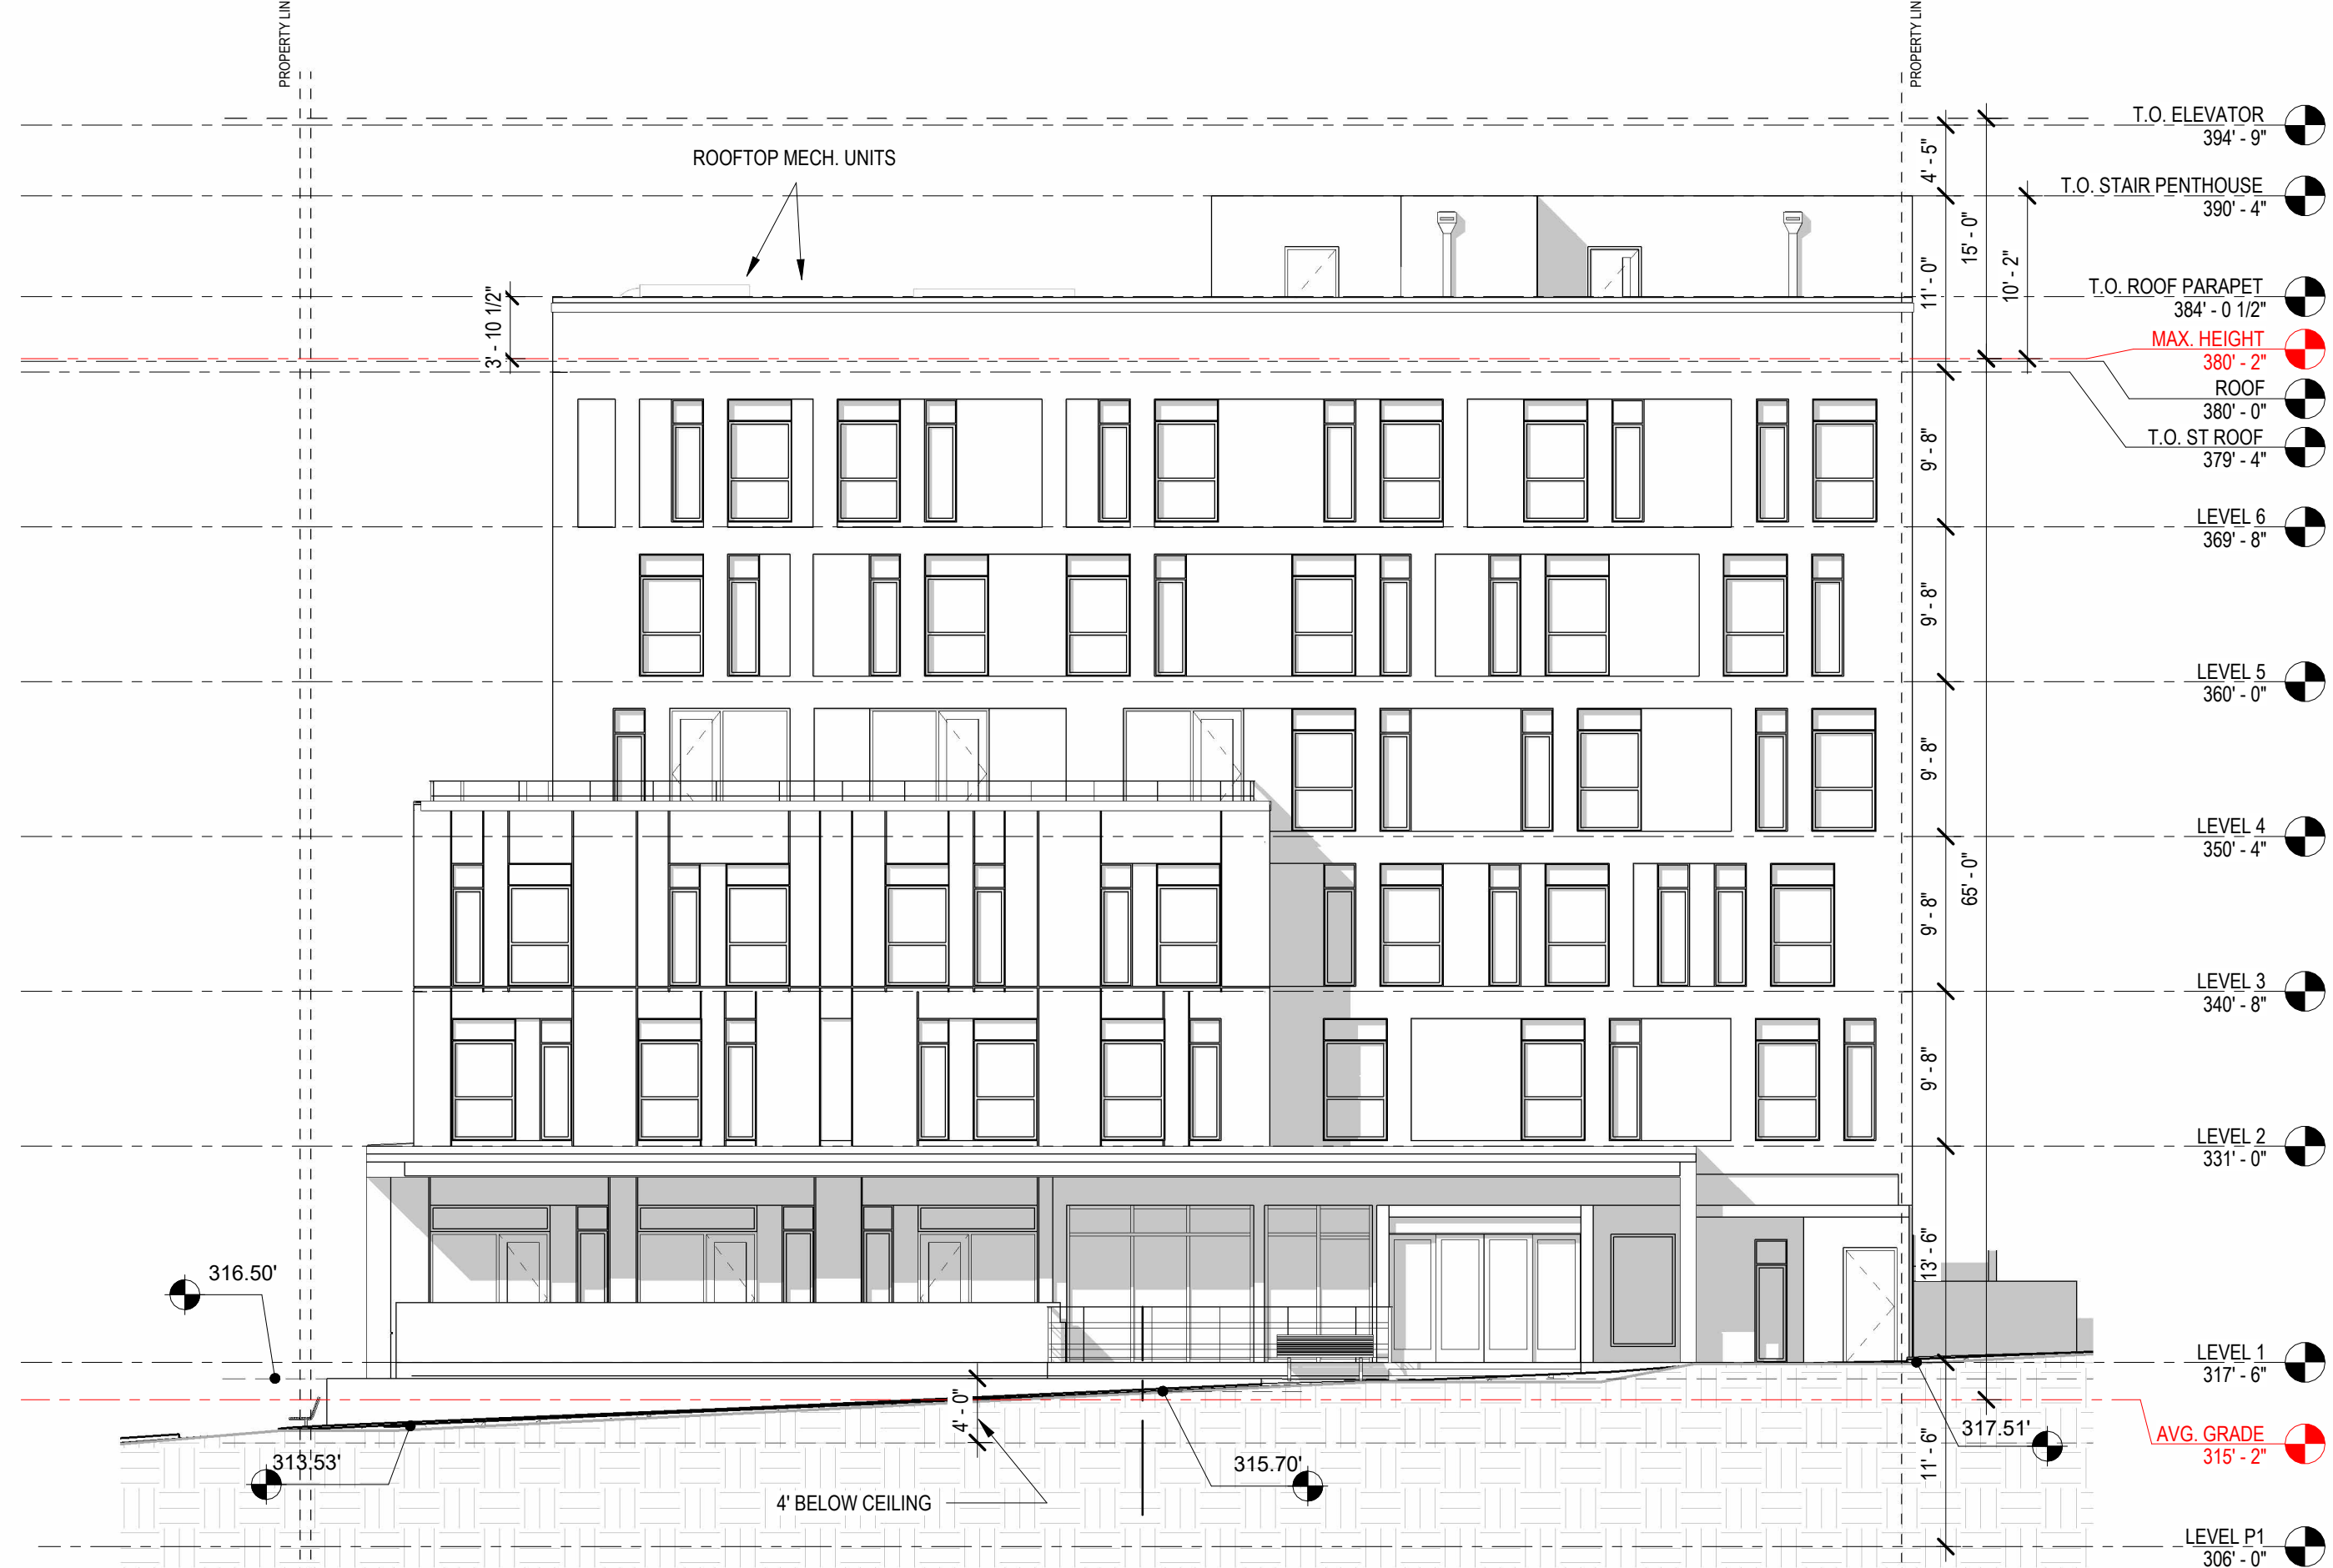 PROPERTY LIN
PROPERTY LIN
T.O. ELEVATOR
394' - 9"
4' - 5"
ROOFTOP MECH. UNITS
T.O. STAIR PENTHOUSE
390' - 4"
15' - 0"
11' - 0"
10' - 2"
3' - 10 1/2"
T.O. ROOF PARAPET
384' - 0 1/2"
MAX. HEIGHT
380' - 2"
ROOF
380' - 0"
T.O. ST ROOF
379' - 4"
9' - 8"
LEVEL 6
369' - 8"
9' - 8"
LEVEL 5
360' - 0"
9' - 8"
LEVEL 4
350' - 4"
65' - 0"
9' - 8"
LEVEL 3
340' - 8"
9' - 8"
LEVEL 2
331' - 0"
13' - 6"
316.50'
LEVEL 1
317' - 6"
4' - 0"
317.51'
AVG. GRADE
315' - 2"
11' - 6"
313.53'
315.70'
4' BELOW CEILING
LEVEL P1
306' - 0"